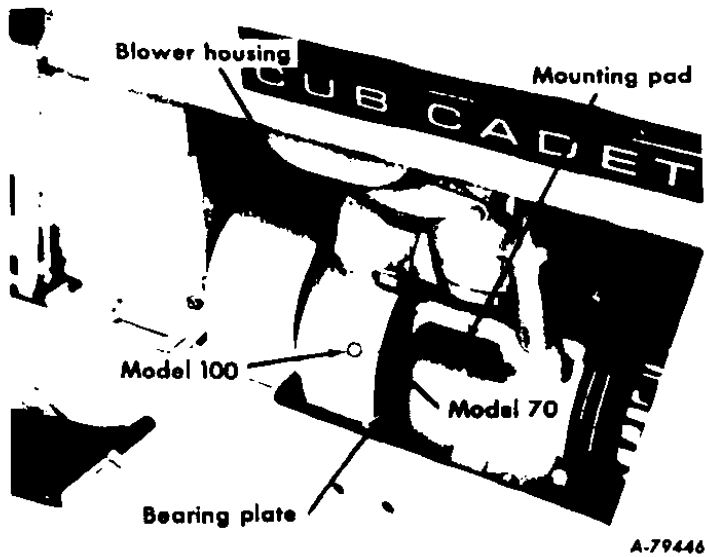 Blower housing
CUB CADET
Mounting pad
Model 100
Model 70
Bearing plate
A-79446